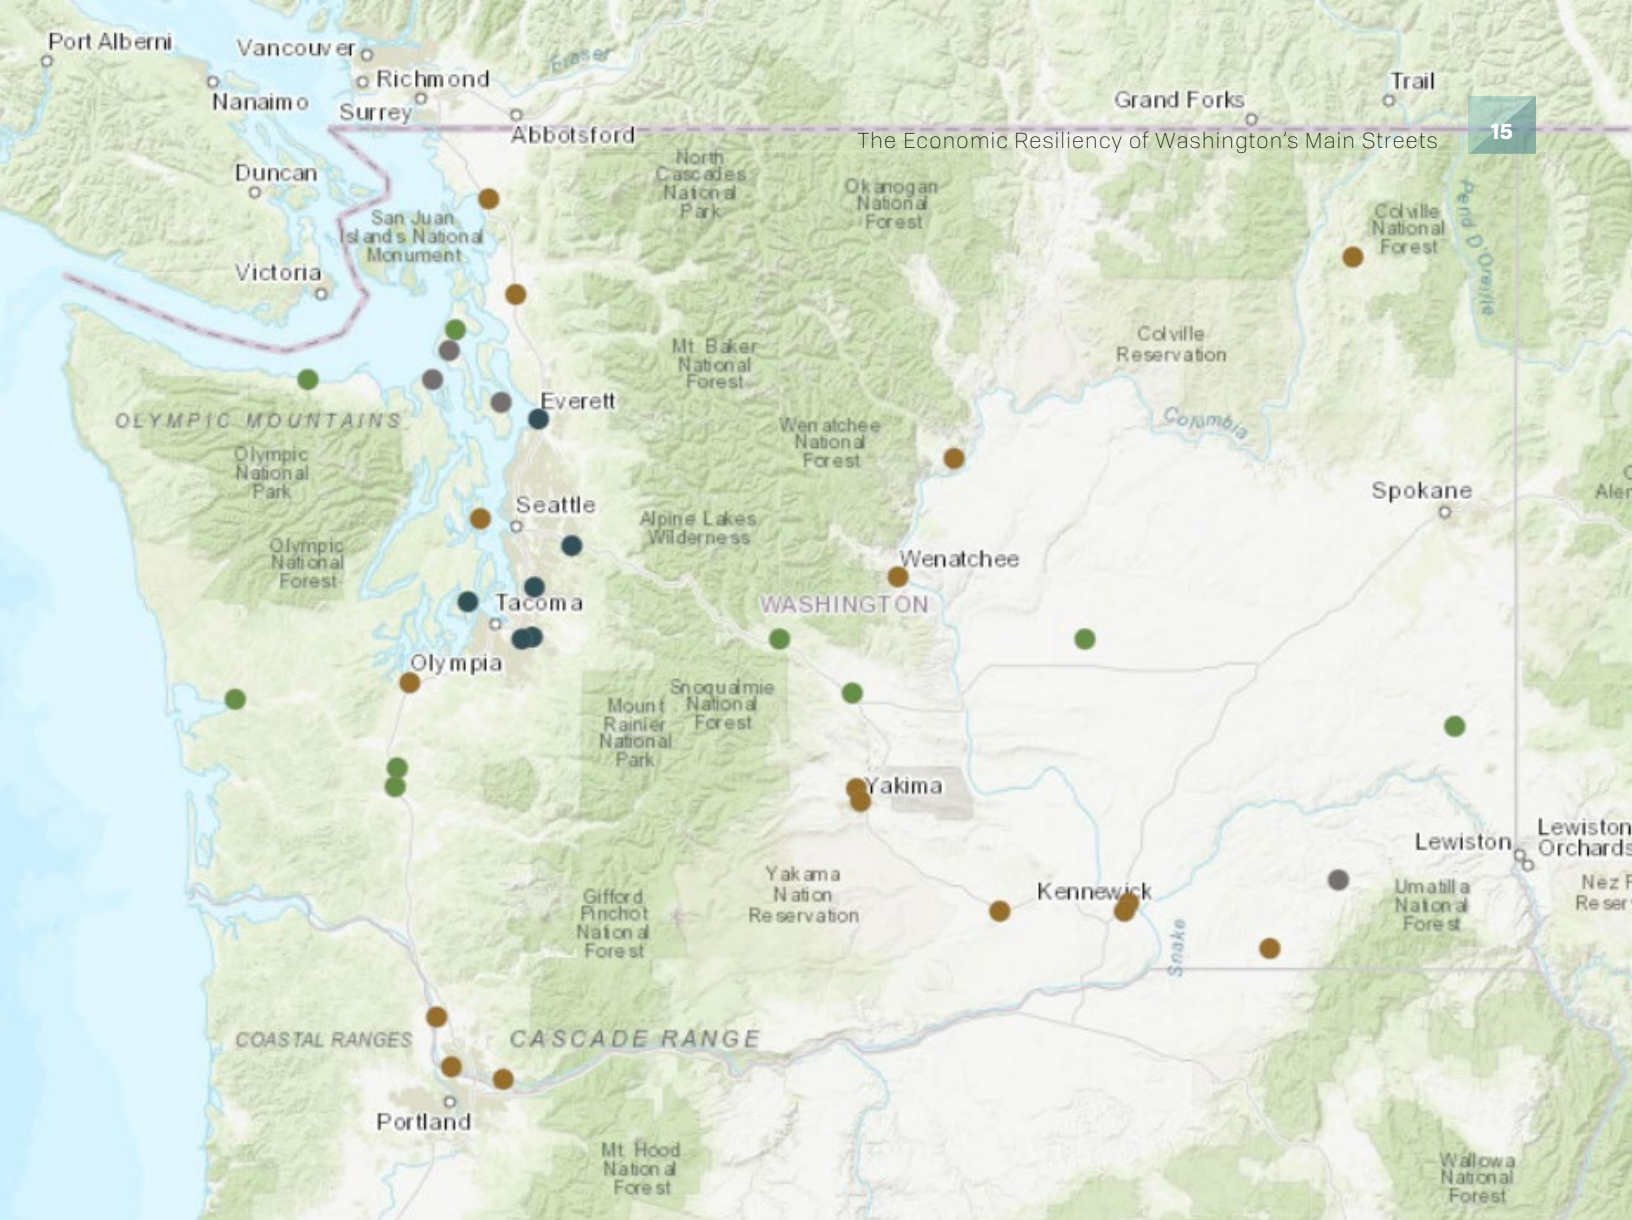 Port Alberni
Vancouver
Richmond
Nanaimo
Surrey
Abbotsford
Fraser
Grand Forks
Trail
The Economic Resiliency of Washington's Main Streets
15
Duncan
North
Cascades
National
Park
Okanogan
National
Forest
Colville
National
Forest
Pend D'Oreille
San Juan
Islands National
Monument
Victoria
Mt. Baker
National
Forest
Colville
Reservation
OLYMPIC MOUNTAINS
Everett
Columbia
Olympic
National
Park
Wenatchee
National
Forest
Spokane
Seattle
Alpine Lakes
Wilderness
Olympic
National
Forest
Wenatchee
Tacoma
WASHINGTON
Olympia
Snoqualmie
National
Forest
Mount
Rainier
National
Park
Yakima
Lewiston
Lewiston
Orchards
Yakama
Nation
Reservation
Kennewick
Umatilla
National
Forest
Gifford
Pinchot
National
Forest
Snake
COASTAL RANGES
CASCADE RANGE
Portland
Mt. Hood
National
Forest
Wallowa
National
Forest